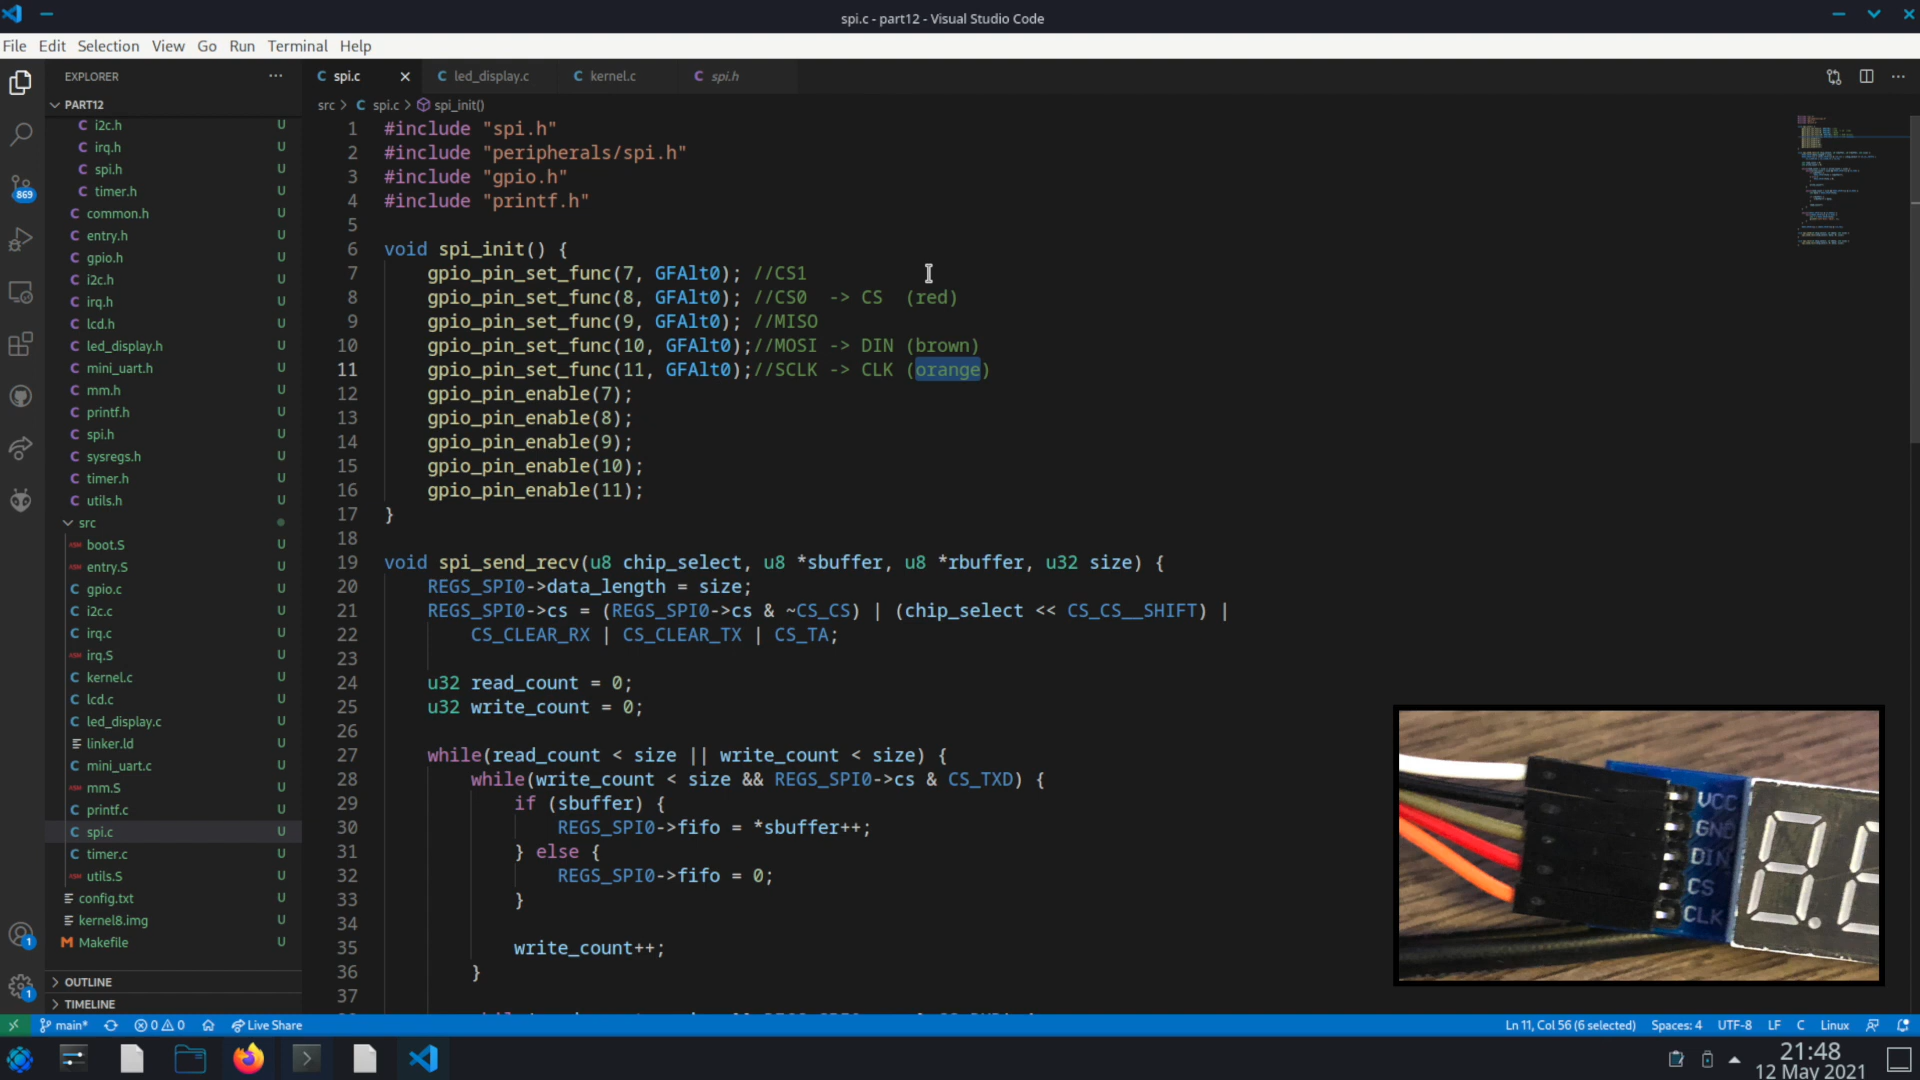 spi.c - part12 - Visual Studio Code
File Edit Selection View Go Run Terminal Help
EXPLORER
PART12
i2c.h U
irq.h U
spi.h U
timer.h U
common.h U
entry.h U
gpio.h U
i2c.h U
irq.h U
lcd.h U
led_display.h U
mini_uart.h U
mm.h U
printf.h U
spi.h U
sysregs.h U
timer.h U
utils.h U
src
boot.S U
entry.S U
gpio.c U
i2c.c U
irq.c U
irq.S U
kernel.c U
lcd.c U
led_display.c U
linker.ld U
mini_uart.c U
mm.S U
printf.c U
spi.c U
timer.c U
utils.S U
config.txt U
kernel8.img U
Makefile U
OUTLINE
TIMELINE
869
1
1
spi.c led_display.c kernel.c spi.h
src > spi.c > spi_init()
1 #include "spi.h"
2 #include "peripherals/spi.h"
3 #include "gpio.h"
4 #include "printf.h"
5
6 void spi_init() {
7 gpio_pin_set_func(7, GFAlt0); //CS1
8 gpio_pin_set_func(8, GFAlt0); //CS0 -> CS (red)
9 gpio_pin_set_func(9, GFAlt0); //MISO
10 gpio_pin_set_func(10, GFAlt0);//MOSI -> DIN (brown)
11 gpio_pin_set_func(11, GFAlt0);//SCLK -> CLK (orange)
12 gpio_pin_enable(7);
13 gpio_pin_enable(8);
14 gpio_pin_enable(9);
15 gpio_pin_enable(10);
16 gpio_pin_enable(11);
17 }
18
19 void spi_send_recv(u8 chip_select, u8 *sbuffer, u8 *rbuffer, u32 size) {
20 REGS_SPI0->data_length = size;
21 REGS_SPI0->cs = (REGS_SPI0->cs & ~CS_CS) | (chip_select << CS_CS__SHIFT) |
22 CS_CLEAR_RX | CS_CLEAR_TX | CS_TA;
23
24 u32 read_count = 0;
25 u32 write_count = 0;
26
27 while(read_count < size || write_count < size) {
28 while(write_count < size && REGS_SPI0->cs & CS_TXD) {
29 if (sbuffer) {
30 REGS_SPI0->fifo = *sbuffer++;
31 } else {
32 REGS_SPI0->fifo = 0;
33 }
34
35 write_count++;
36 }
37
VCC
GND
DIN
CS
CLK
main* 0 0 Live Share Ln 11, Col 56 (6 selected) Spaces: 4 UTF-8 LF C Linux
21:48
12 May 2021